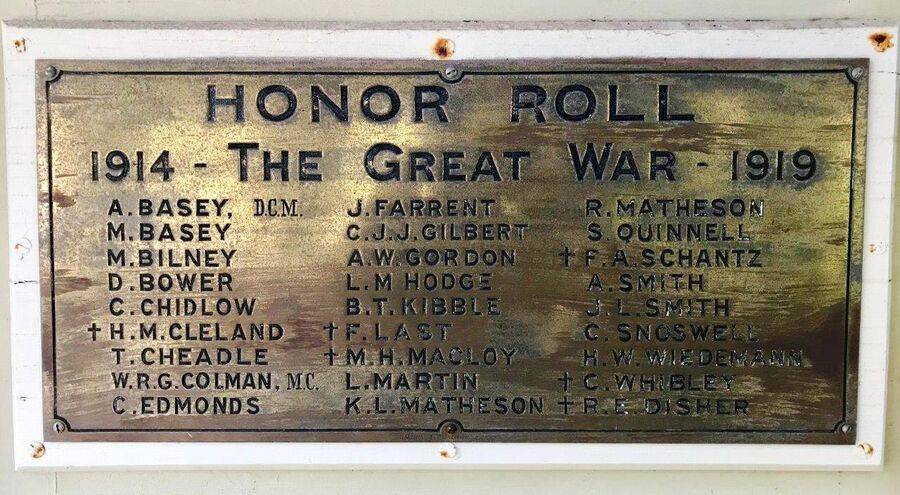 HONOR ROLL
1914 - THE GREAT WAR - 1919
A. BASEY, D.C.M.
M. BASEY
M. BILNEY
D. BOWER
C. CHIDLOW
† H.M. CLELAND
T. CHEADLE
W.R.G. COLMAN, M.C.
C. EDMONDS
J. FARRENT
C.J.J. GILBERT
A.W. GORDON
L.M HODGE
B.T. KIBBLE
† F. LAST
† M.H. MACLOY
L. MARTIN
K.L. MATHESON
R. MATHESON
S. QUINNELL
† F.A. SCHANTZ
A. SMITH
J.L. SMITH
C. SNOSWELL
H.W. WIEDEMANN
† C. WHIBLEY
† R.E. DISHER